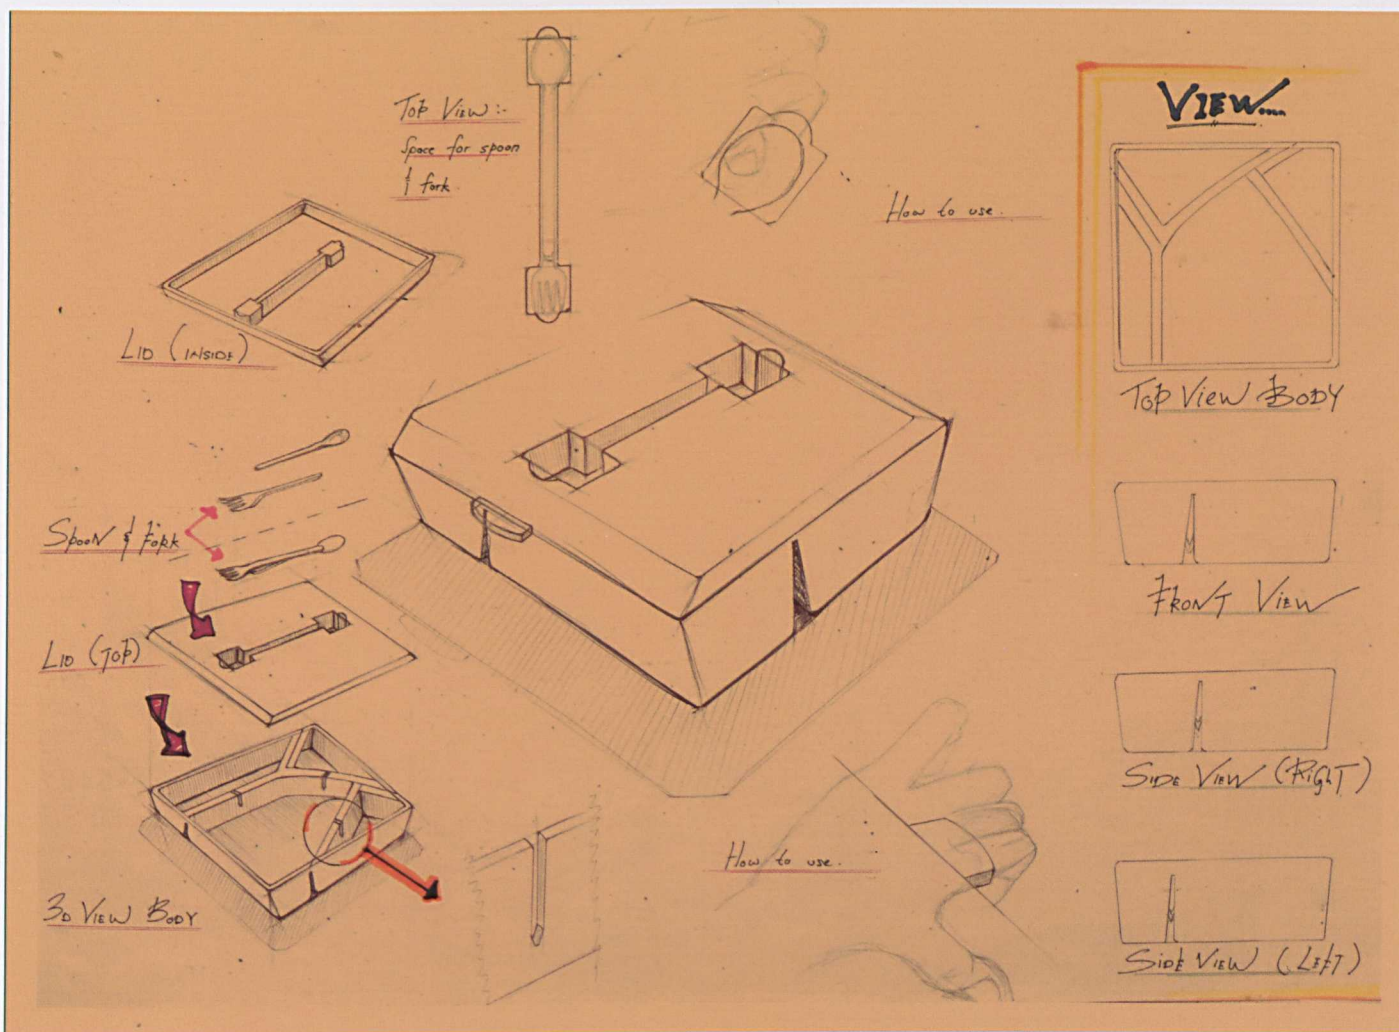 Top View :-
Space for spoon
& fork.
How to use.
Lid (inside)
Spoon & Fork
Lid (Top)
3D View Body
How to use.
View....
Top View Body
Front View
Side View (Right)
Side View (Left)